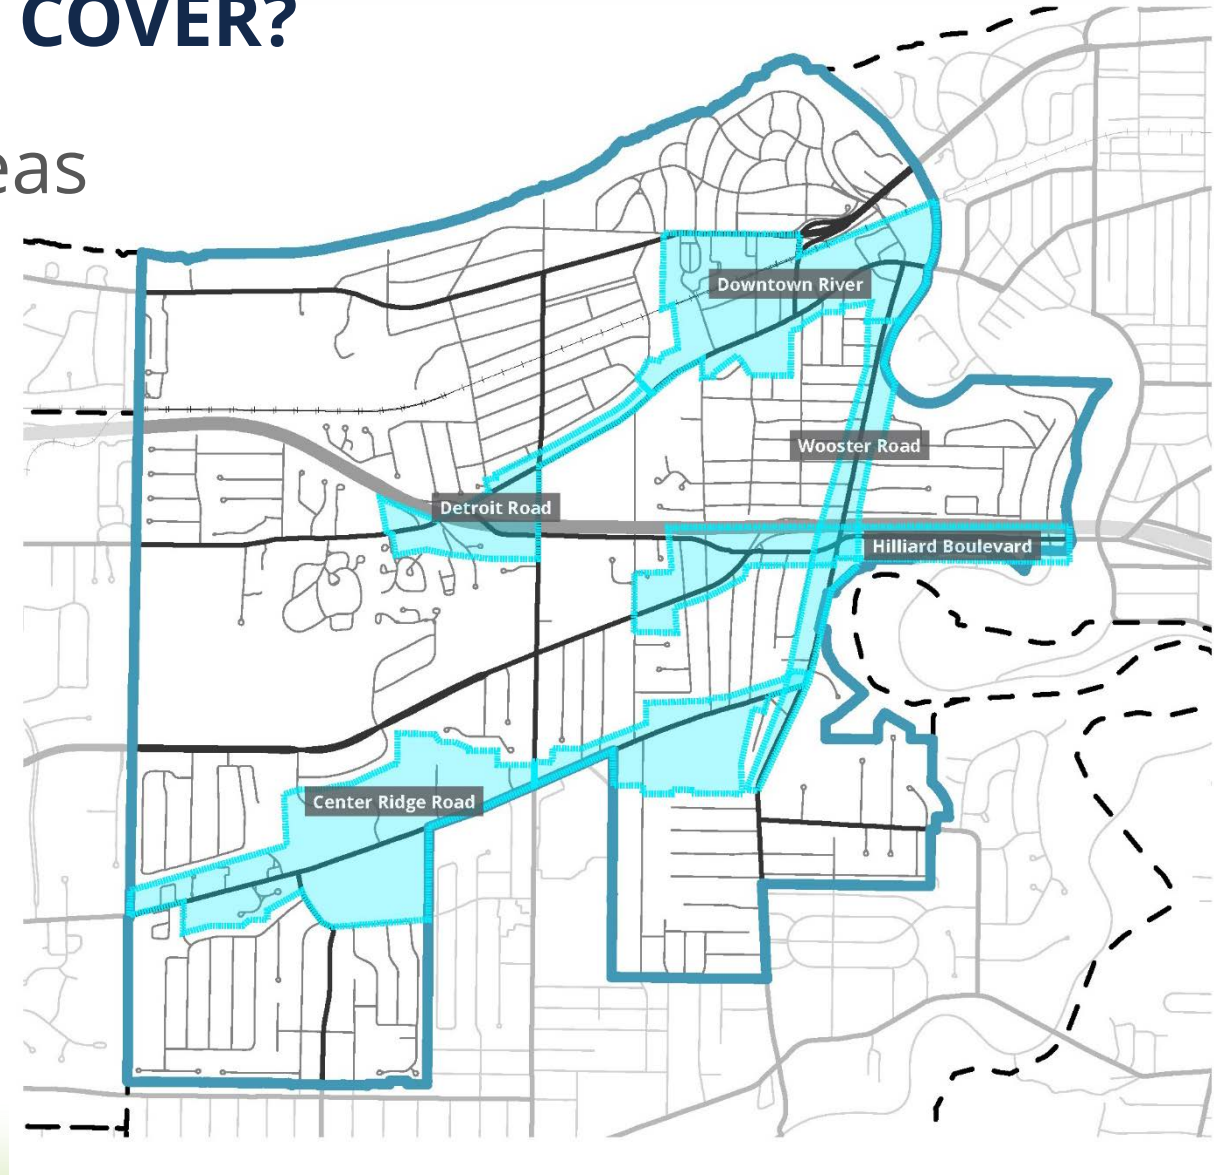 COVER?
eas
Downtown River
Wooster Road
Detroit Road
Hilliard Boulevard
Center Ridge Road